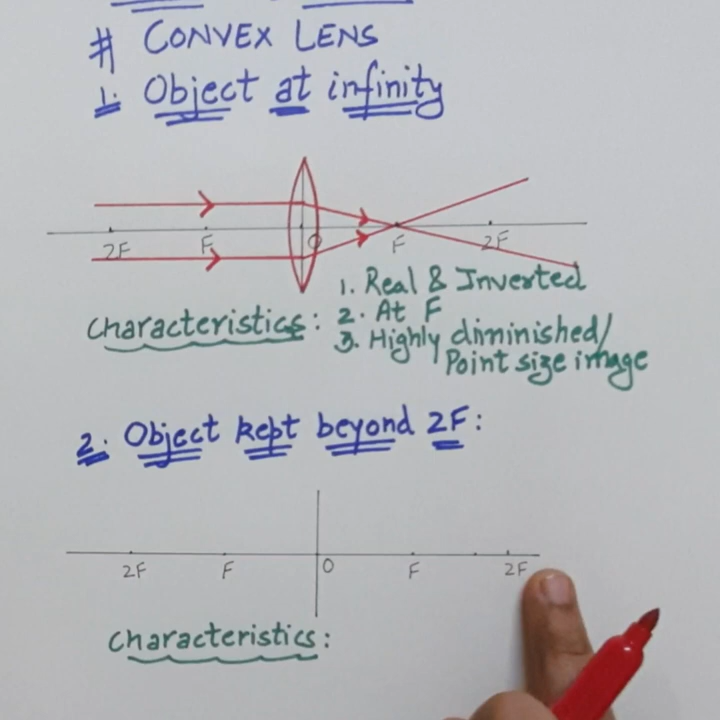 # CONVEX LENS
1. Object at infinity
2F F O F 2F
1. Real & Inverted
characteristics: 2. At F
3. Highly diminished/
Point size image
2. Object kept beyond 2F:
2F F O F 2F
characteristics: